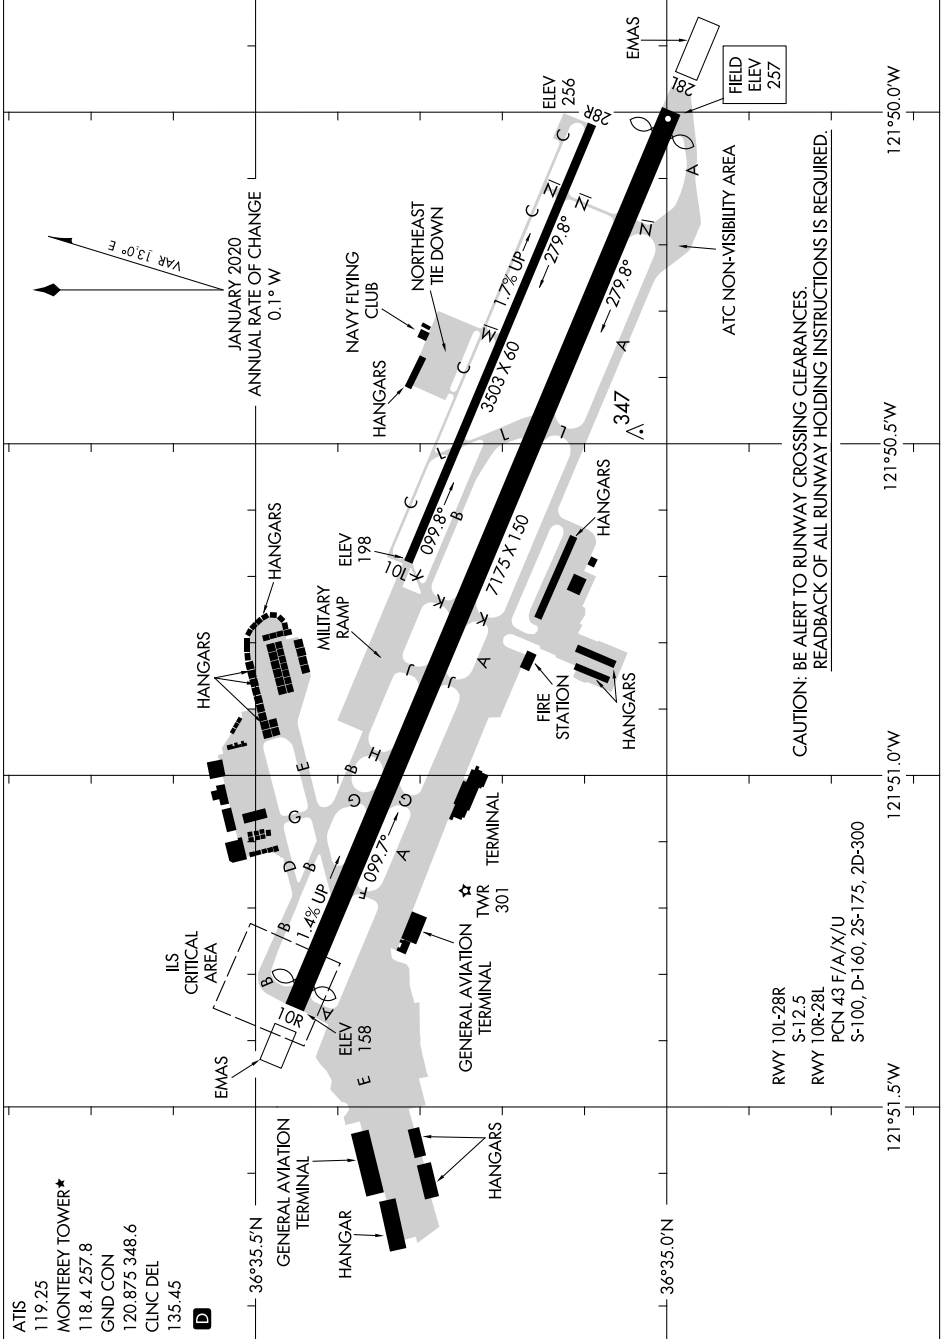 ATIS
119.25
MONTEREY TOWER★
118.4 257.8
GND CON
120.875 348.6
CLNC DEL
135.45
D
JANUARY 2020
ANNUAL RATE OF CHANGE
0.1° W
VAR 13.0° E
EMAS
ILS
CRITICAL
AREA
10R
ELEV
158
GENERAL AVIATION
TERMINAL
HANGAR
HANGARS
E
GENERAL AVIATION
TERMINAL
TWR
301
TERMINAL
HANGARS
HANGARS
MILITARY
RAMP
ELEV
198
10L
HANGARS
NAVY FLYING
CLUB
NORTHEAST
TIE DOWN
ELEV
256
28R
EMAS
28L
FIELD
ELEV
257
ATC NON-VISIBILITY AREA
347
HANGARS
HANGARS
FIRE
STATION
1.4% UP
099.7°
7175 X 150
279.8°
099.8°
3503 X 60
1.7% UP
279.8°
A
B
B
B
D
G
E
F
A
G
G
B
H
J
J
A
K
K
K
B
C
L
L
L
C
M
C
N
N
N
C
A
A
36°35.5'N
36°35.0'N
121°51.5'W
121°51.0'W
121°50.5'W
121°50.0'W
RWY 10L-28R
S-12.5
RWY 10R-28L
PCN 43 F/A/X/U
S-100, D-160, 2S-175, 2D-300
CAUTION: BE ALERT TO RUNWAY CROSSING CLEARANCES.
READBACK OF ALL RUNWAY HOLDING INSTRUCTIONS IS REQUIRED.